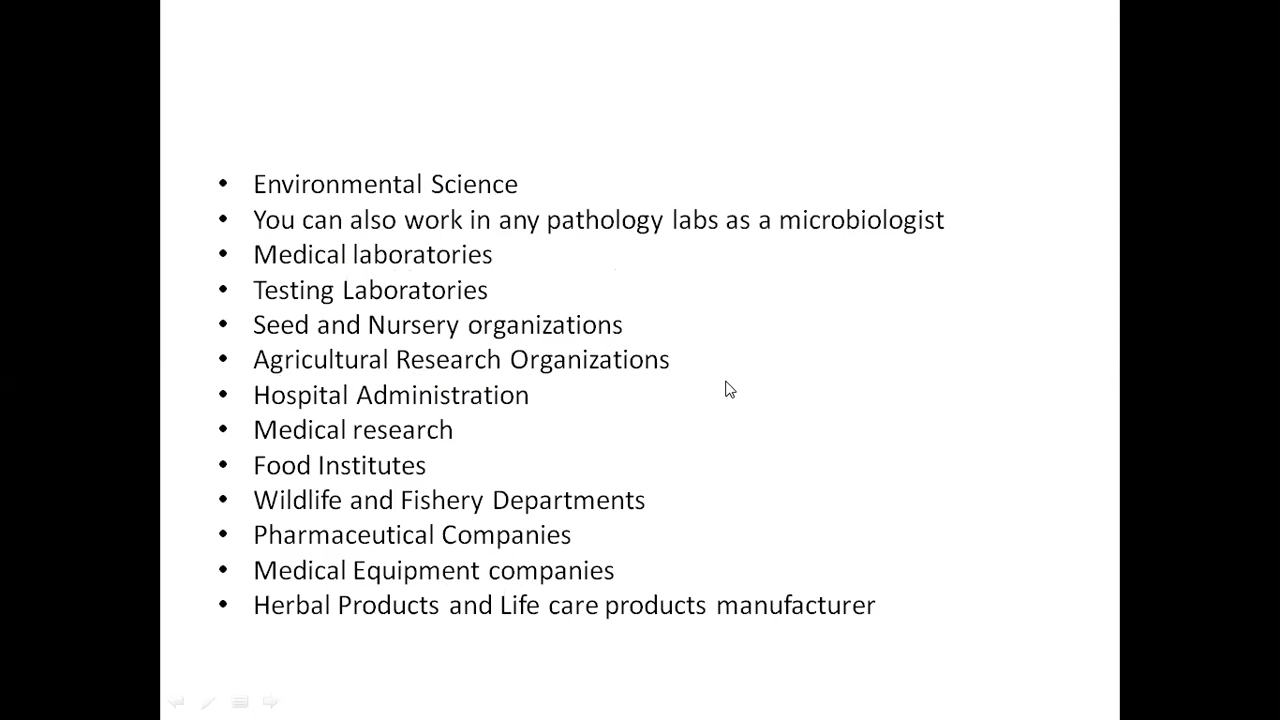 • Environmental Science
• You can also work in any pathology labs as a microbiologist
• Medical laboratories
• Testing Laboratories
• Seed and Nursery organizations
• Agricultural Research Organizations
• Hospital Administration
• Medical research
• Food Institutes
• Wildlife and Fishery Departments
• Pharmaceutical Companies
• Medical Equipment companies
• Herbal Products and Life care products manufacturer